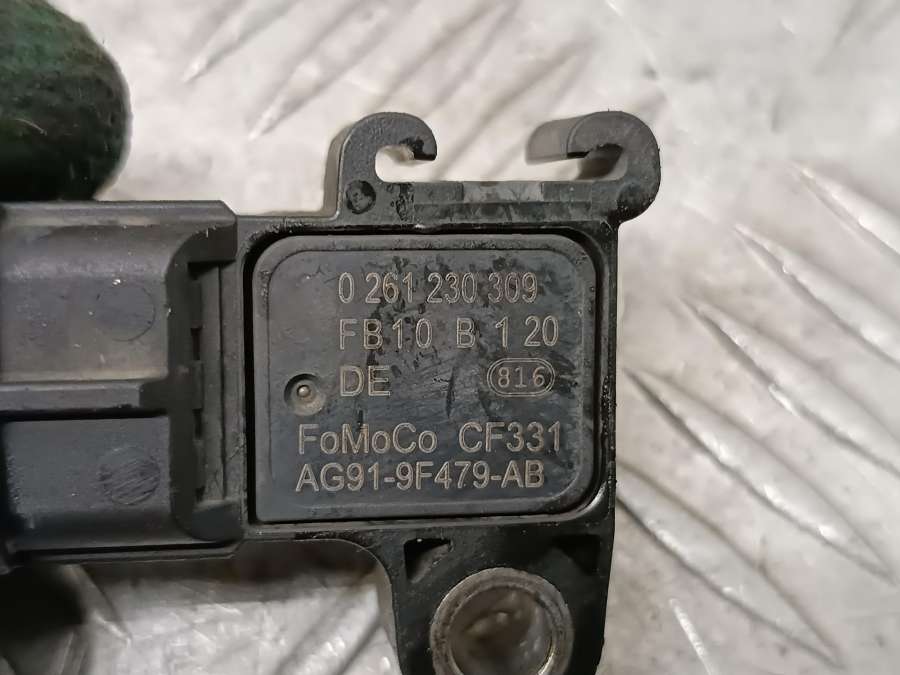 0 261 230 309
FB10 B 1 20
DE 816
FoMoCo CF331
AG91-9F479-AB